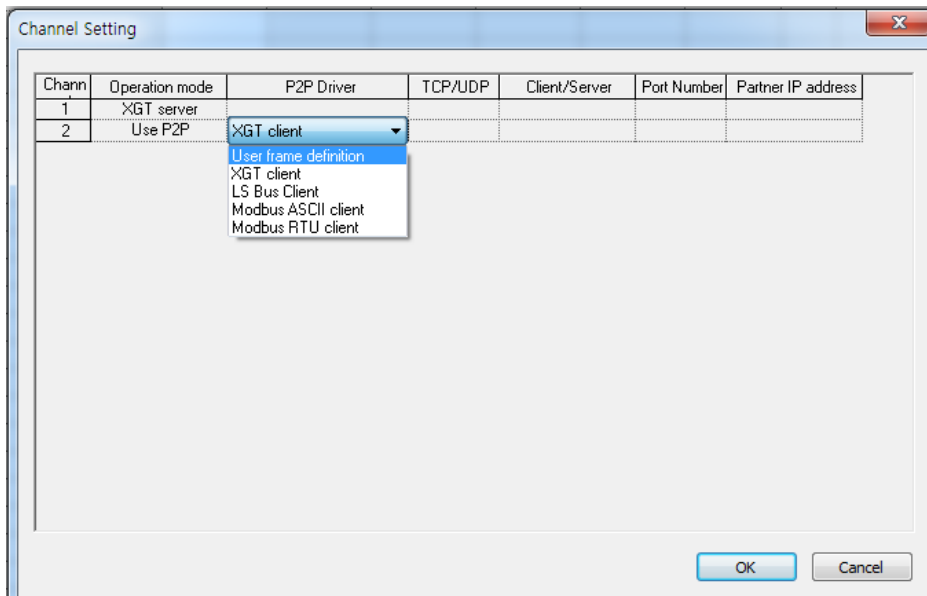 Channel Setting
Chann Operation mode P2P Driver TCP/UDP Client/Server Port Number Partner IP address
1 XGT server
2 Use P2P XGT client
User frame definition
XGT client
LS Bus Client
Modbus ASCII client
Modbus RTU client
OK Cancel